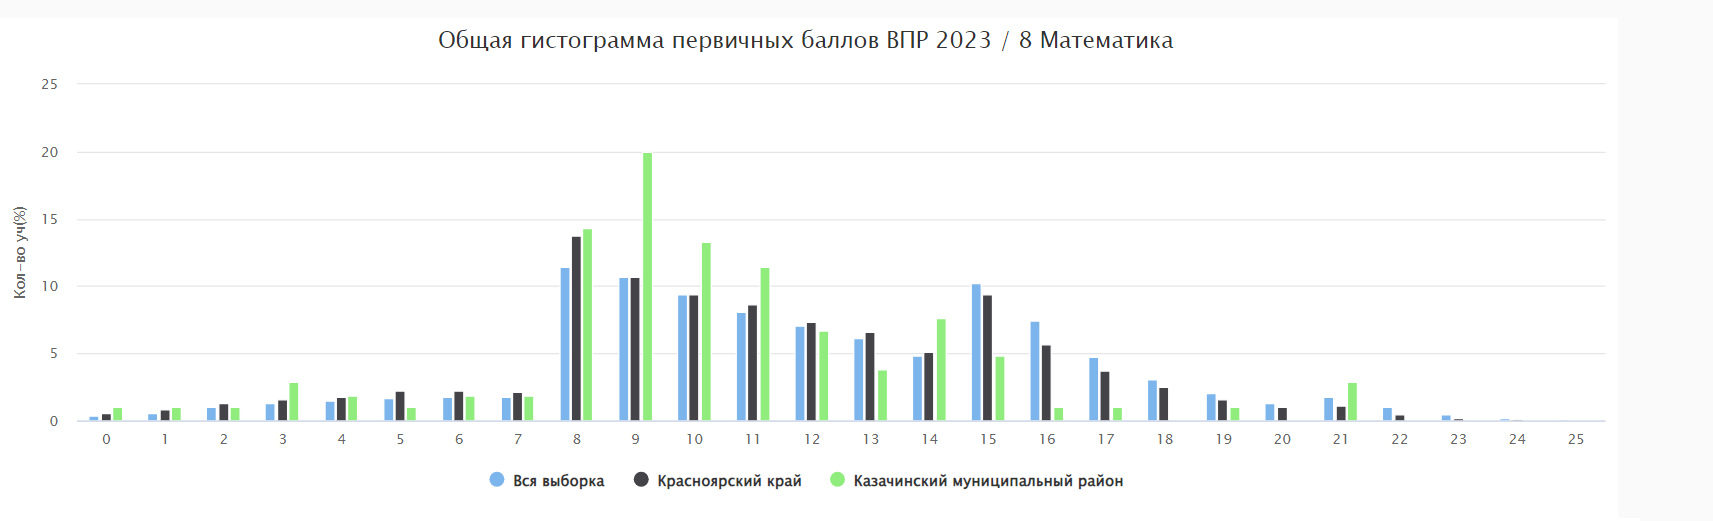 Общая гистограмма первичных баллов ВПР 2023 / 8 Математика
Кол-во уч(%)
25
20
15
10
5
0
0 1 2 3 4 5 6 7 8 9 10 11 12 13 14 15 16 17 18 19 20 21 22 23 24 25
Вся выборка Красноярский край Казачинский муниципальный район